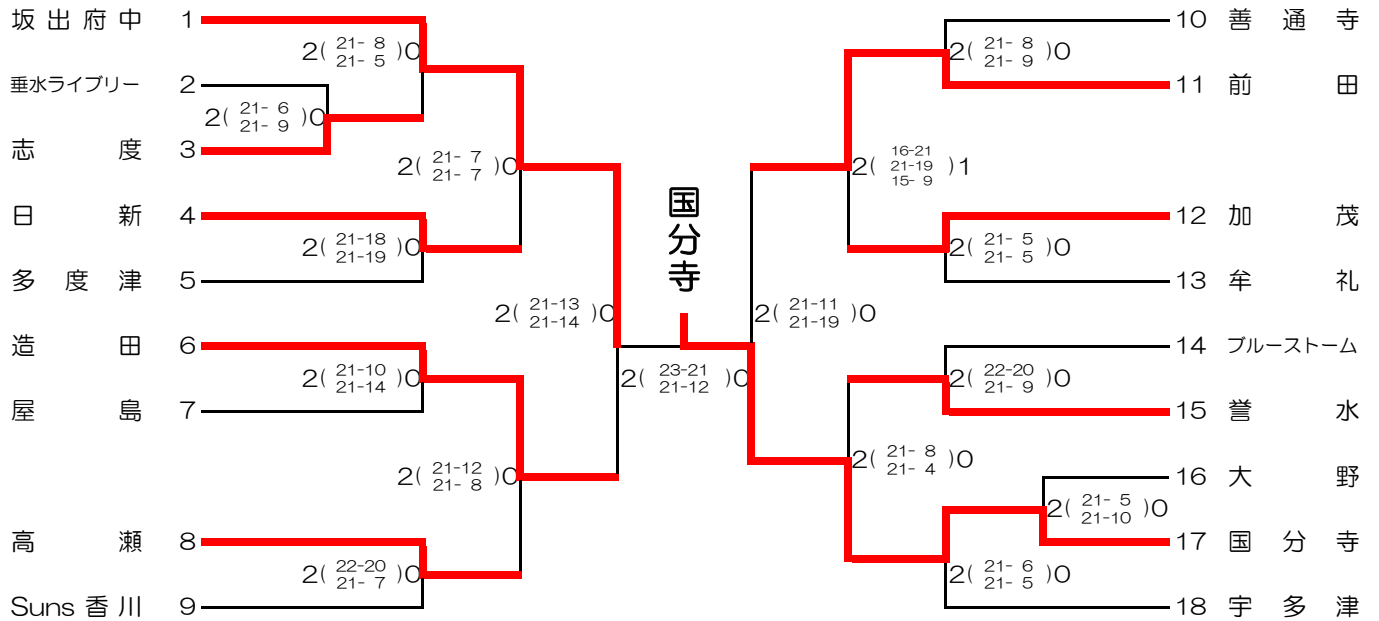 坂出府中 1
2( 21- 8 )0
21- 5
垂水ライブリー 2
2( 21- 6 )0
21- 9
志度 3
2( 21- 7 )0
21- 7
日新 4
2( 21-18 )0
21-19
多度津 5
2( 21-13 )0
21-14
造田 6
2( 21-10 )0
21-14
屋島 7
2( 21-12 )0
21- 8
高瀬 8
2( 22-20 )0
21- 7
Suns香川 9
国分寺
2( 23-21 )0
21-12
10 善通寺
2( 21- 8 )0
21- 9
11 前田
2( 16-21
21-19 )1
15- 9
12 加茂
2( 21- 5 )0
21- 5
13 牟礼
2( 21-11 )0
21-19
14 ブルーストーム
2( 22-20 )0
21- 9
15 誉水
2( 21- 8 )0
21- 4
16 大野
2( 21- 5 )0
21-10
17 国分寺
2( 21- 6 )0
21- 5
18 宇多津